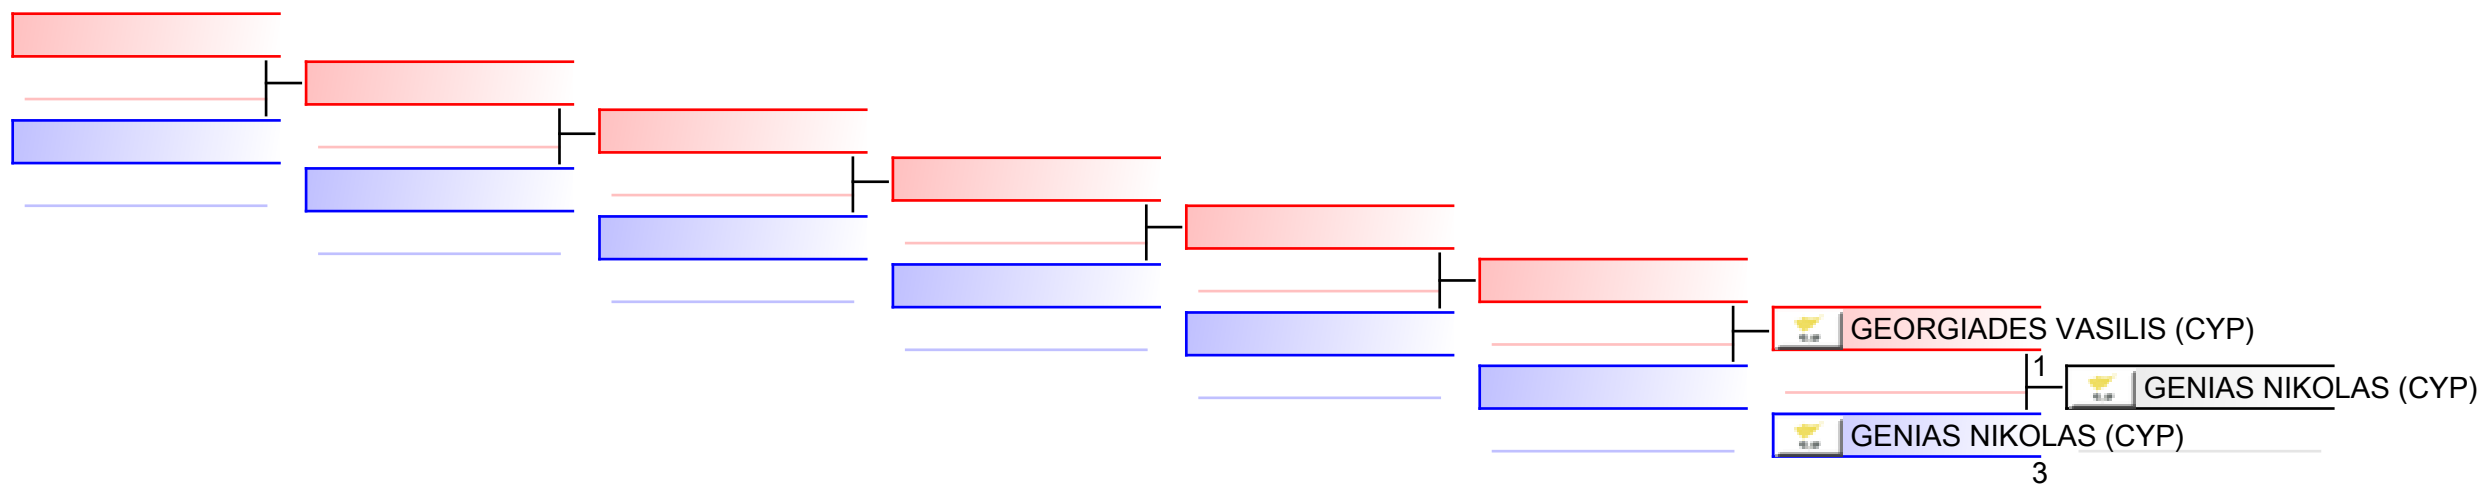 GEORGIADES VASILIS (CYP)
1
GENIAS NIKOLAS (CYP)
GENIAS NIKOLAS (CYP)
3